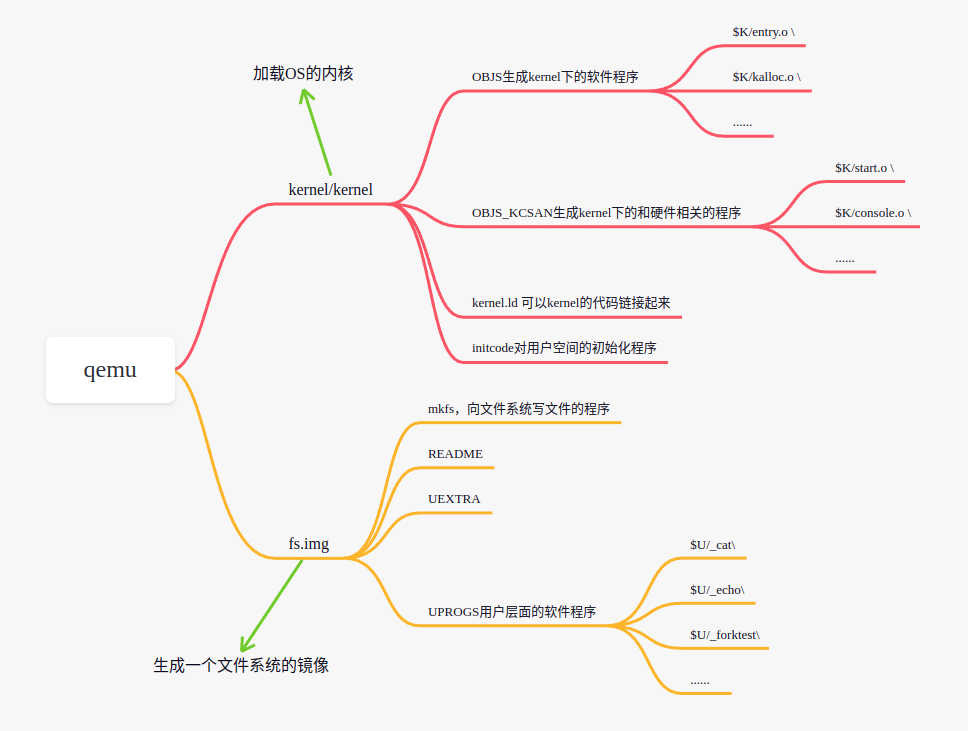 qemu
kernel/kernel
加载OS的内核
OBJS生成kernel下的软件程序
$K/entry.o \
$K/kalloc.o \
......
OBJS_KCSAN生成kernel下的和硬件相关的程序
$K/start.o \
$K/console.o \
......
kernel.ld 可以kernel的代码链接起来
initcode对用户空间的初始化程序
fs.img
生成一个文件系统的镜像
mkfs，向文件系统写文件的程序
README
UEXTRA
UPROGS用户层面的软件程序
$U/_cat\
$U/_echo\
$U/_forktest\
......